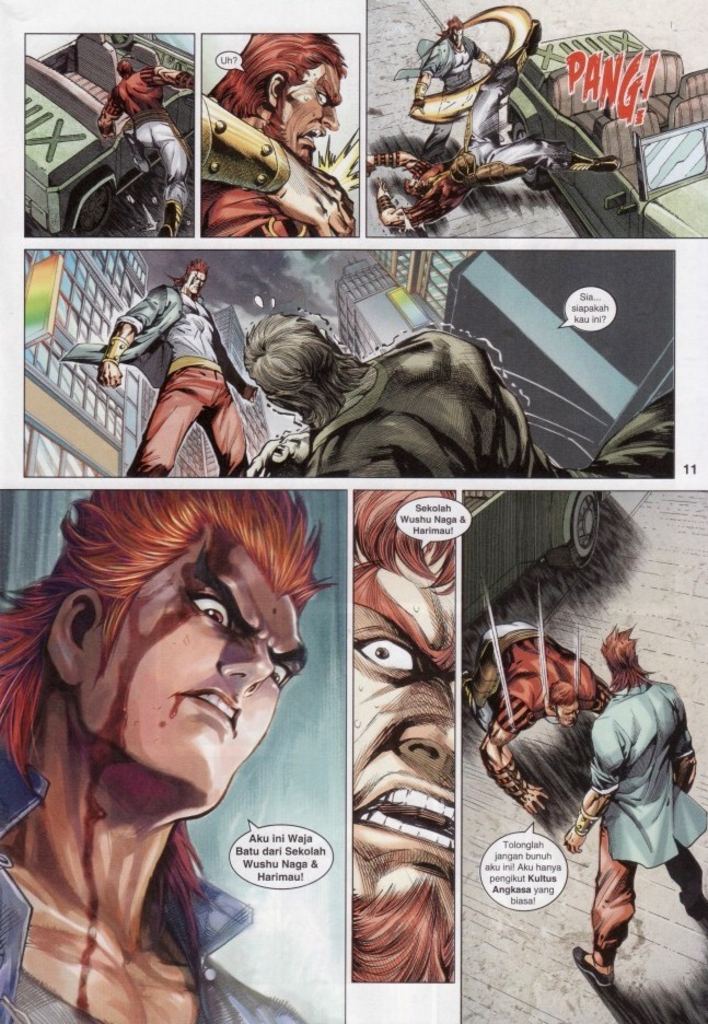 Uh?
PANG!
Sia...
siapakah
kau ini?
11
Aku ini Waja
Batu dari Sekolah
Wushu Naga &
Harimau!
Sekolah
Wushu Naga &
Harimau!
Tolonglah
jangan bunuh
aku ini! Aku hanya
pengikut Kultus
Angkasa yang
biasa!